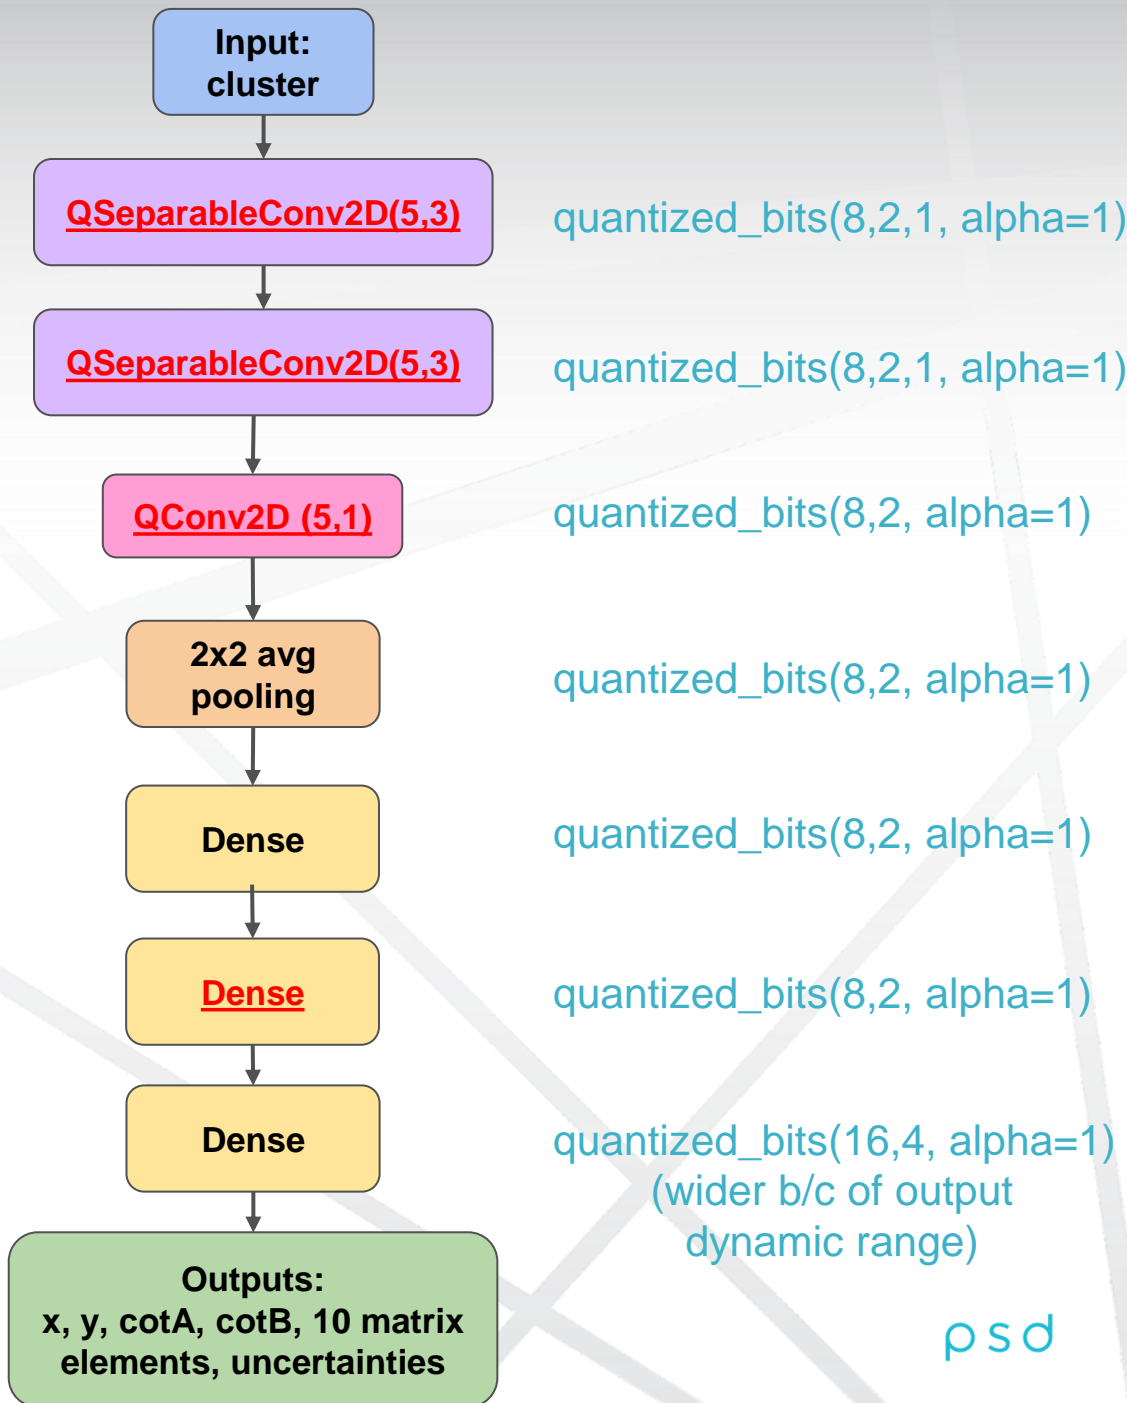 Input:
cluster
QSeparableConv2D(5,3)
quantized_bits(8,2,1, alpha=1)
QSeparableConv2D(5,3)
quantized_bits(8,2,1, alpha=1)
QConv2D (5,1)
quantized_bits(8,2, alpha=1)
2x2 avg
pooling
quantized_bits(8,2, alpha=1)
Dense
quantized_bits(8,2, alpha=1)
Dense
quantized_bits(8,2, alpha=1)
Dense
quantized_bits(16,4, alpha=1)
(wider b/c of output
dynamic range)
Outputs:
x, y, cotA, cotB, 10 matrix
elements, uncertainties
psd